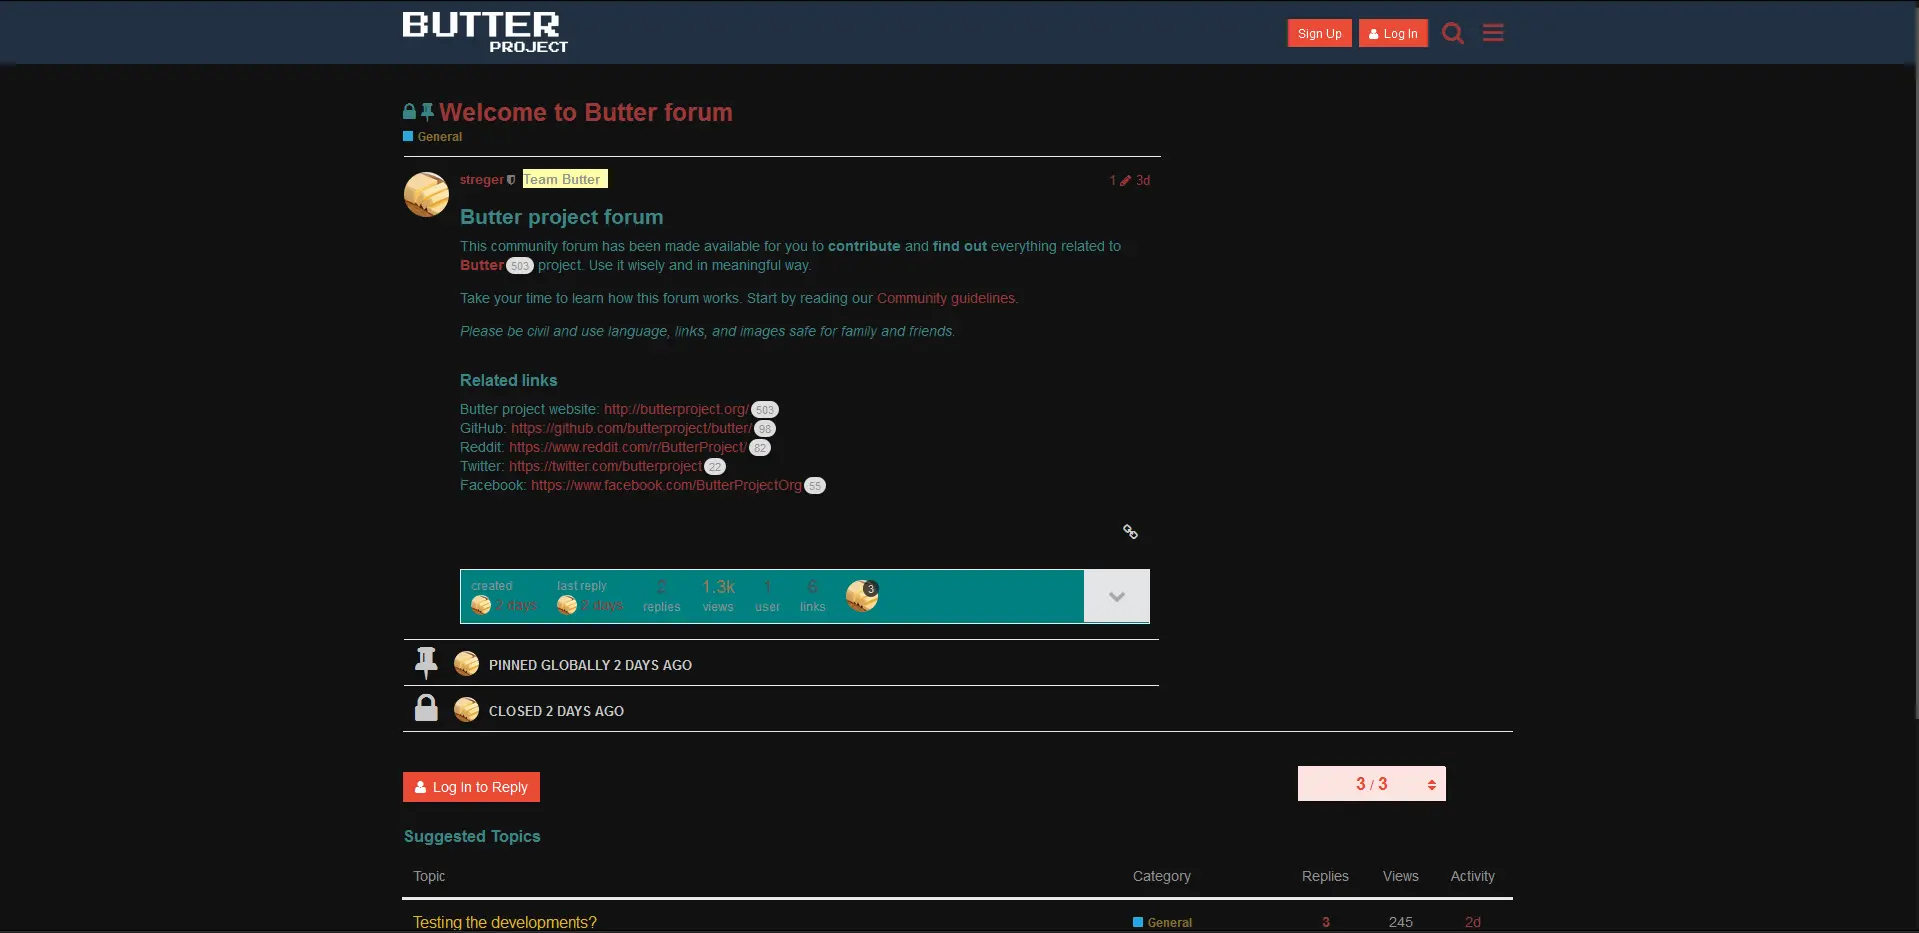 BUTTER
PROJECT
Sign Up
Log In
Welcome to Butter forum
General
streger Team Butter
1 3d
Butter project forum
This community forum has been made available for you to contribute and find out everything related to
Butter 503 project. Use it wisely and in meaningful way.
Take your time to learn how this forum works. Start by reading our Community guidelines.
Please be civil and use language, links, and images safe for family and friends.
Related links
Butter project website: http://butterproject.org/ 503
GitHub: https://github.com/butterproject/butter/ 98
Reddit: https://www.reddit.com/r/ButterProject/ 82
Twitter: https://twitter.com/butterproject 22
Facebook: https://www.facebook.com/ButterProjectOrg 55
created last reply 2 1.3k 1 6 3
2 days 2 days replies views user links
PINNED GLOBALLY 2 DAYS AGO
CLOSED 2 DAYS AGO
Log In to Reply
3 / 3
Suggested Topics
Topic Category Replies Views Activity
Testing the developments? General 3 245 2d